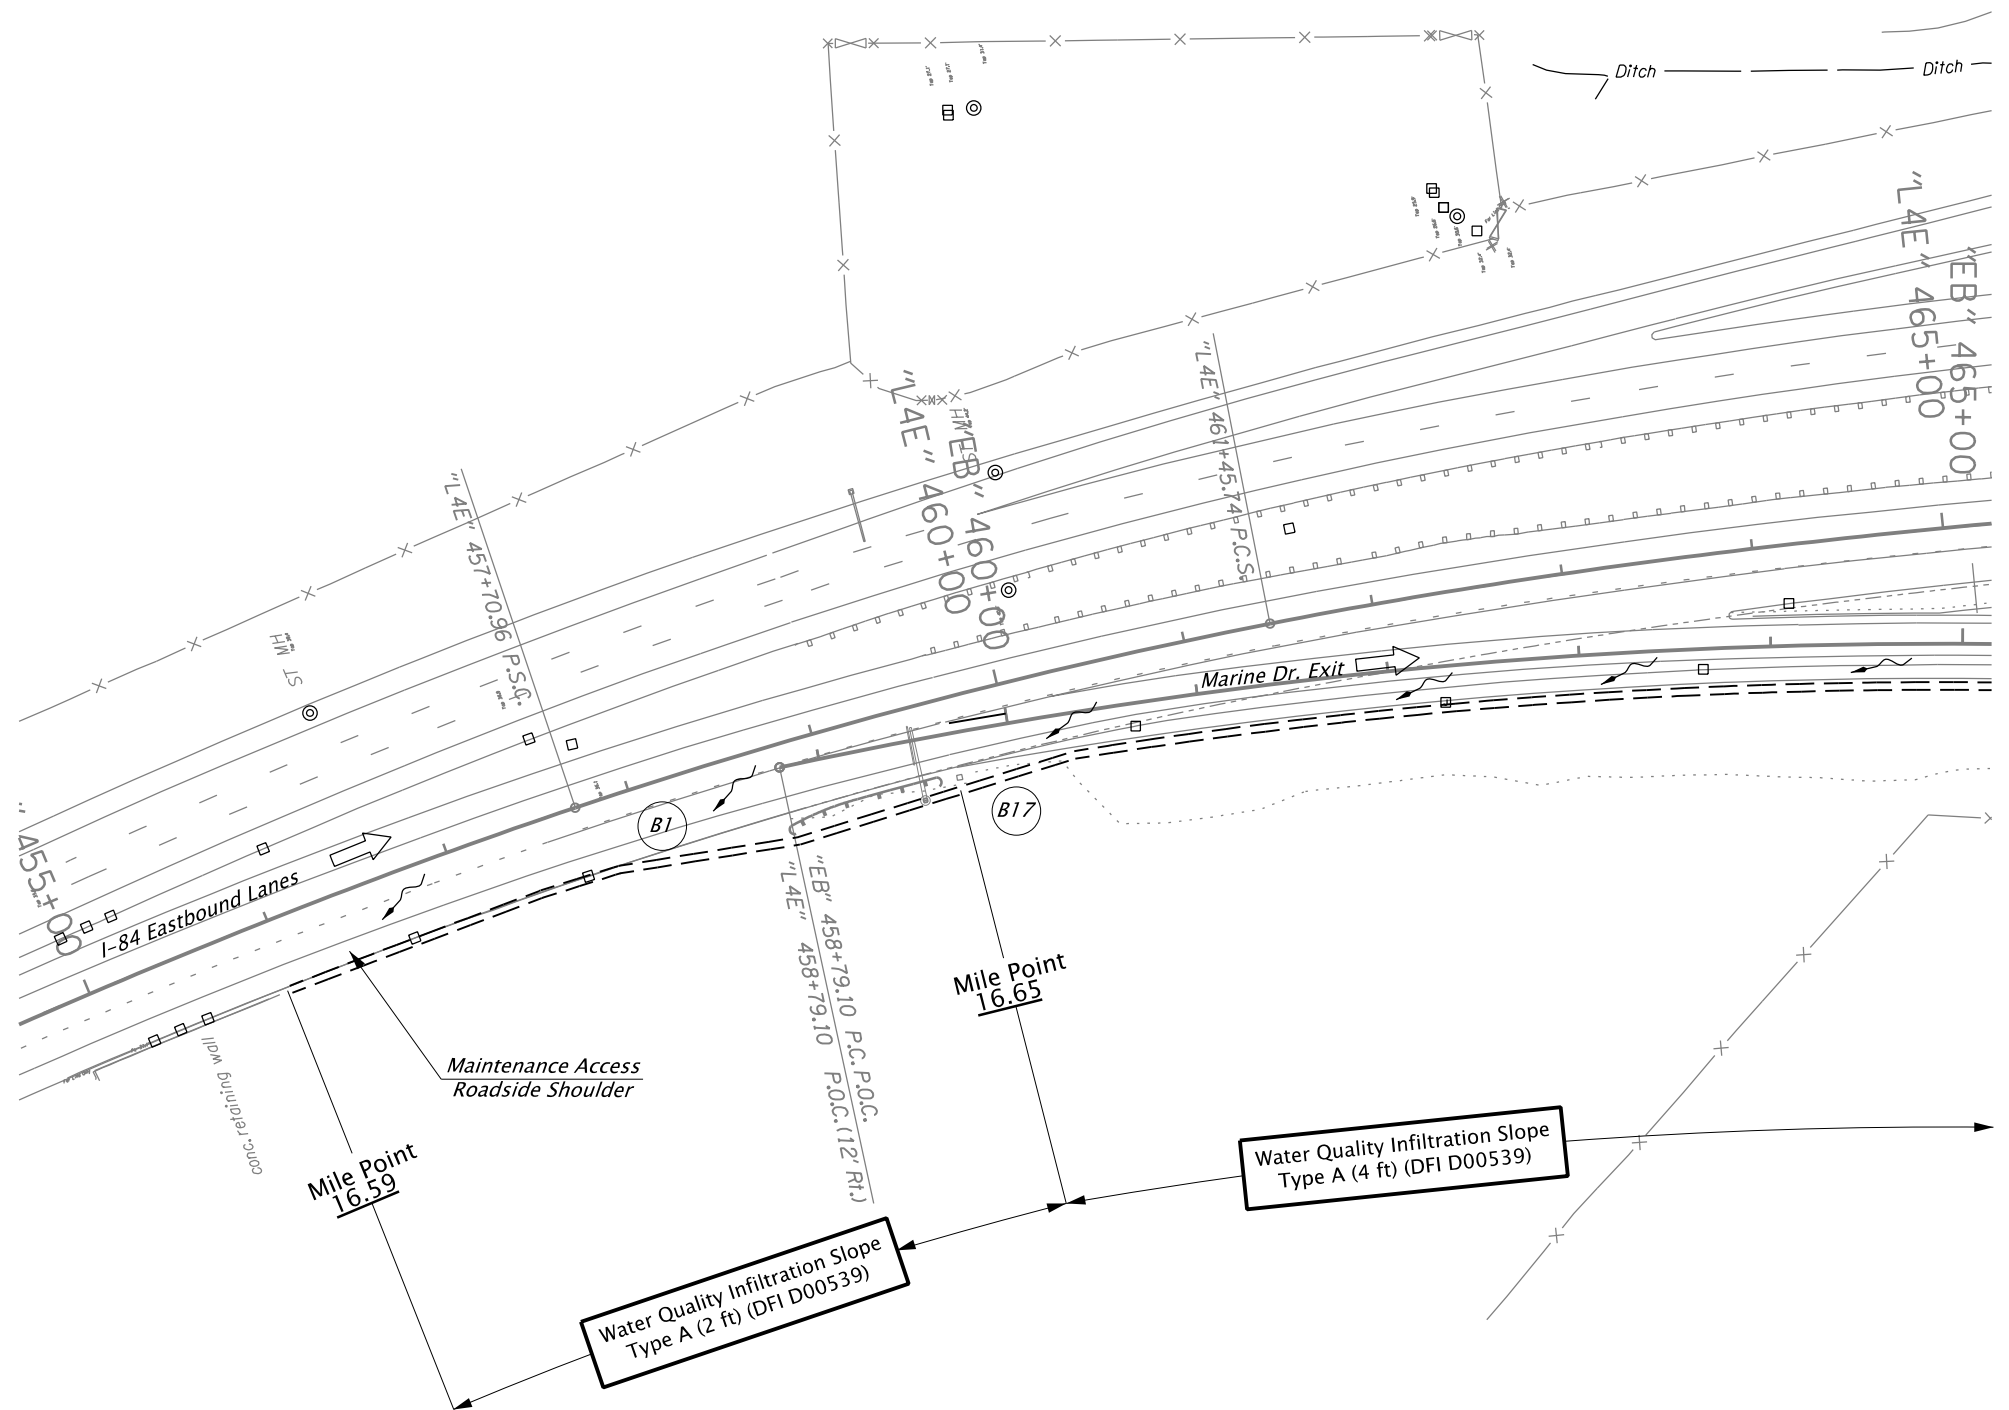 Ditch
Ditch
"L4E" 465+00
"EB" 465+00
"L4E" 461+45.74 P.C.S.
"L4E" 460+00
"EB" 460+00
ST MH
"L4E" 457+70.96 P.S.C.
ST MH
Marine Dr. Exit
B1
B17
" 455+00
I-84 Eastbound Lanes
"EB" 458+79.10 P.C. P.O.C.
"L4E" 458+79.10 P.O.C. (12' Rt.)
Mile Point
16.65
conc. retaining wall
Maintenance Access
Roadside Shoulder
Mile Point
16.59
Water Quality Infiltration Slope
Type A (4 ft) (DFI D00539)
Water Quality Infiltration Slope
Type A (2 ft) (DFI D00539)